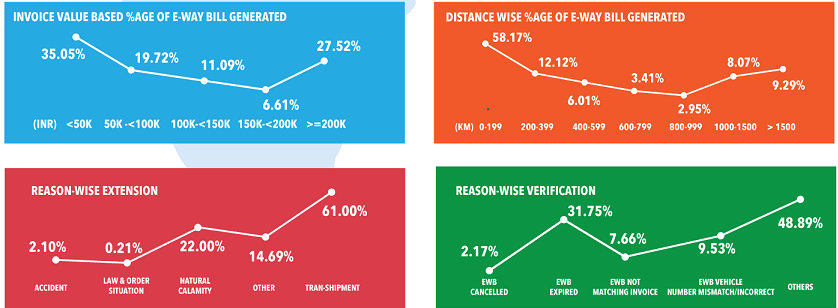 INVOICE VALUE BASED %AGE OF E-WAY BILL GENERATED
35.05%
19.72%
11.09%
6.61%
27.52%
(INR) <50K 50K -<100K 100K-<150K 150K-<200K >=200K
DISTANCE WISE %AGE OF E-WAY BILL GENERATED
58.17%
12.12%
6.01%
3.41%
2.95%
8.07%
9.29%
(KM) 0-199 200-399 400-599 600-799 800-999 1000-1500 > 1500
REASON-WISE EXTENSION
2.10%
0.21%
22.00%
14.69%
61.00%
ACCIDENT
LAW & ORDER
SITUATION
NATURAL
CALAMITY
OTHER
TRAN-SHIPMENT
REASON-WISE VERIFICATION
2.17%
31.75%
7.66%
9.53%
48.89%
EWB
CANCELLED
EWB
EXPIRED
EWB NOT
MATCHING INVOICE
EWB VEHICLE
NUMBER MISMATCH/INCORRECT
OTHERS